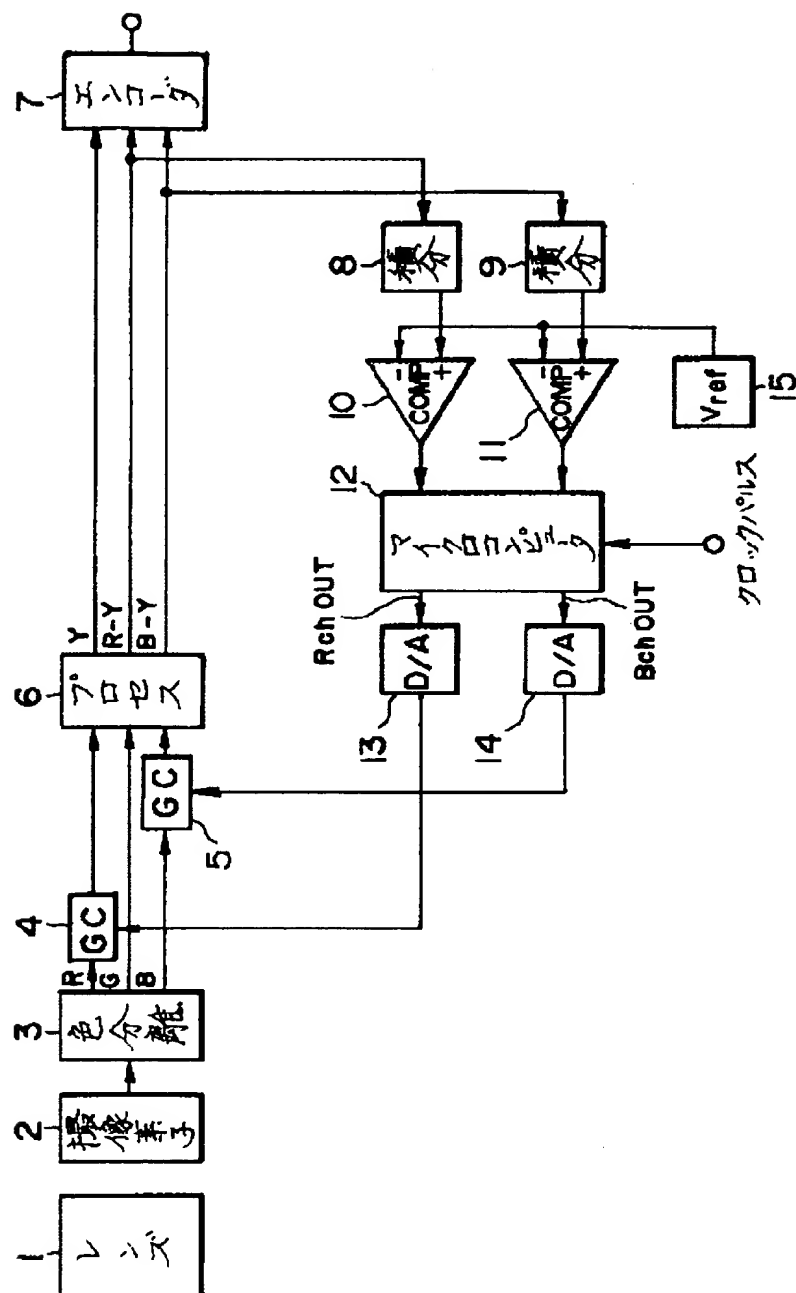 1
レンズ
2
撮像素子
3
色分離
R
G
B
4
GC
5
GC
6
プロセス
Y
R-Y
B-Y
7
エンコーダ
8
積分
9
積分
10
COMP
-
+
11
COMP
-
+
12
マイクロコンピュータ
Rch OUT
Bch OUT
13
D/A
14
D/A
Vref
15
クロックパルス